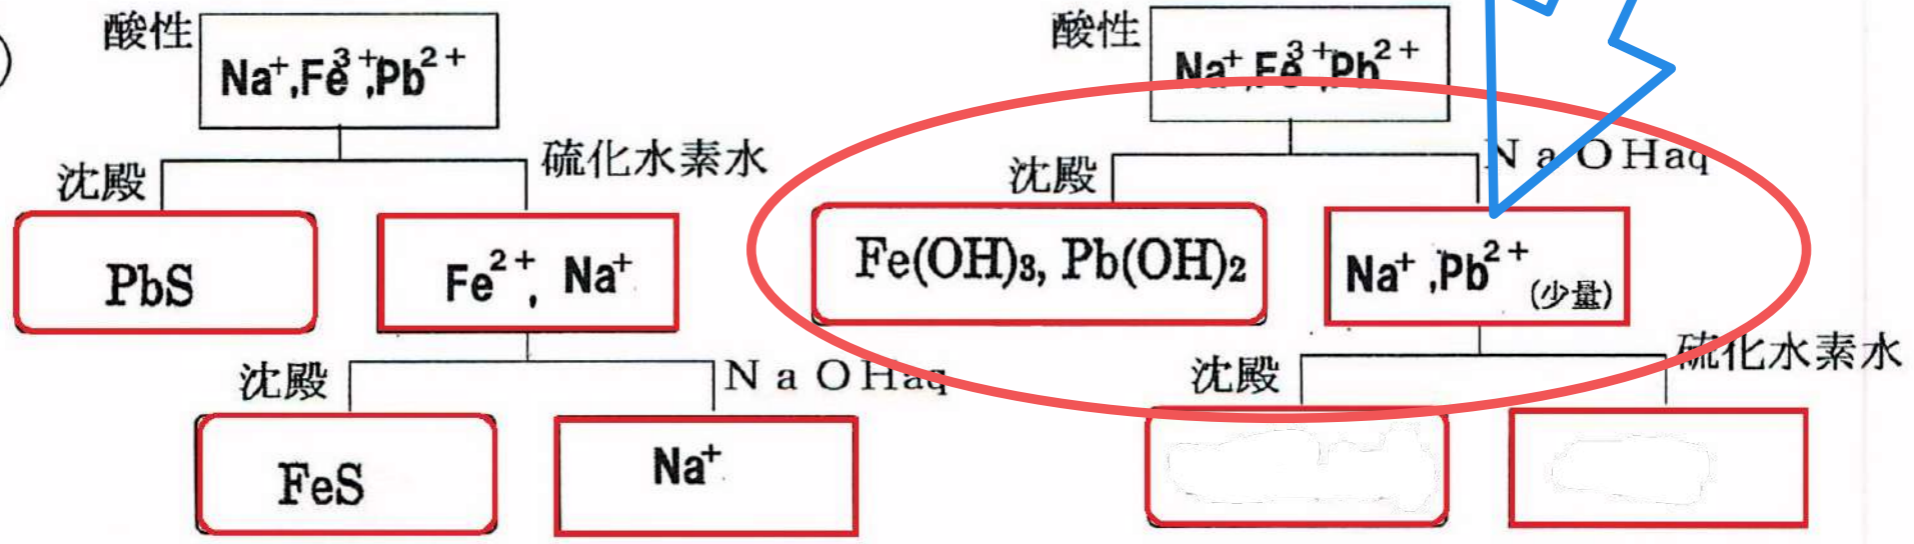 酸性
Na⁺,Fe³⁺,Pb²⁺
沈殿
硫化水素水
PbS
Fe²⁺, Na⁺
沈殿
NaOHaq
FeS
Na⁺
酸性
Na⁺,Fe³⁺,Pb²⁺
沈殿
NaOHaq
Fe(OH)₃, Pb(OH)₂
Na⁺,Pb²⁺(少量)
沈殿
硫化水素水